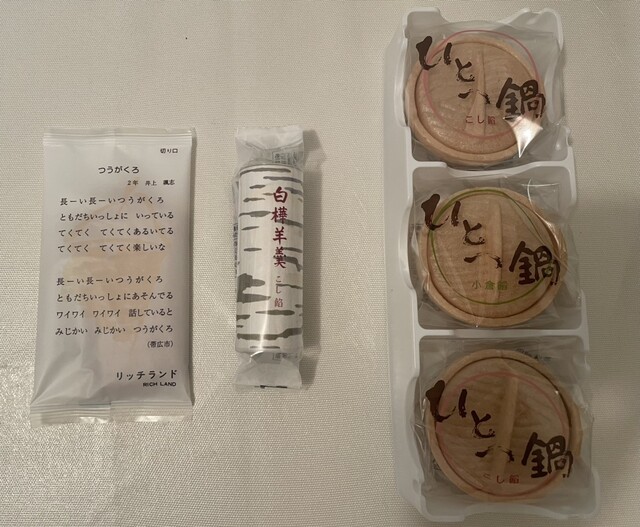 切り口
つうがくろ
2年 井上 颯志
長ーい長ーいつうがくろ
ともだちいっしょに いっている
てくてく てくてくあるいてる
てくてく てくてく楽しいな
長ーい長ーいつうがくろ
ともだちいっしょにあそんでる
ワイワイ ワイワイ 話していると
みじかい みじかい つうがくろ
(帯広市)
リッチランド
RICH LAND
白樺羊羹
こし餡
ひとつ鍋
こし餡
ひとつ鍋
小倉餡
ひとつ鍋
こし餡